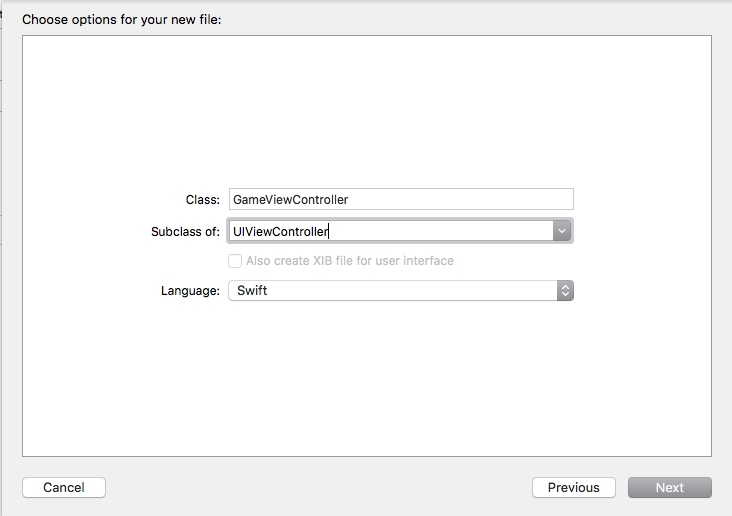 Choose options for your new file:
Class: GameViewController
Subclass of: UIViewController
Also create XIB file for user interface
Language: Swift
Cancel Previous Next